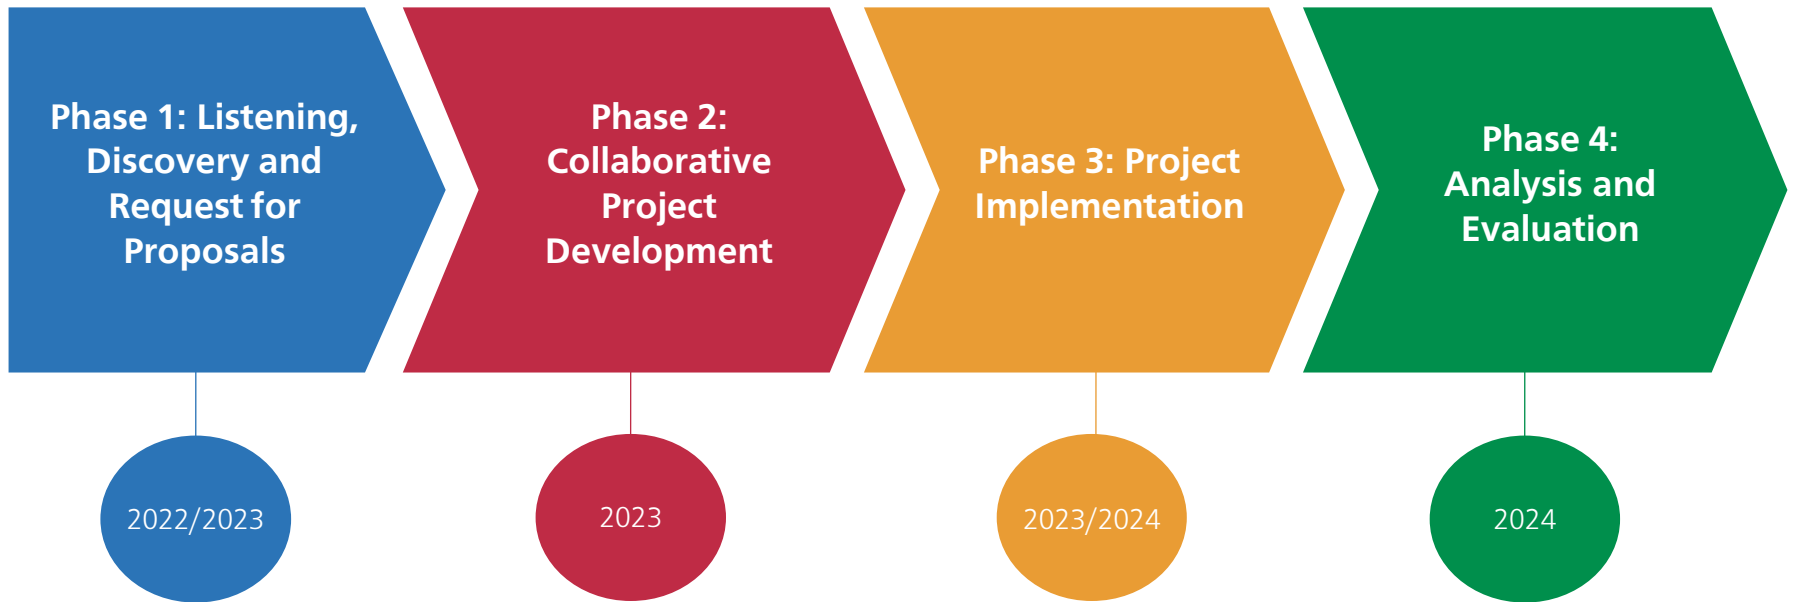 Phase 1: Listening,
Discovery and
Request for
Proposals
Phase 2:
Collaborative
Project
Development
Phase 3: Project
Implementation
Phase 4:
Analysis and
Evaluation
2022/2023
2023
2023/2024
2024